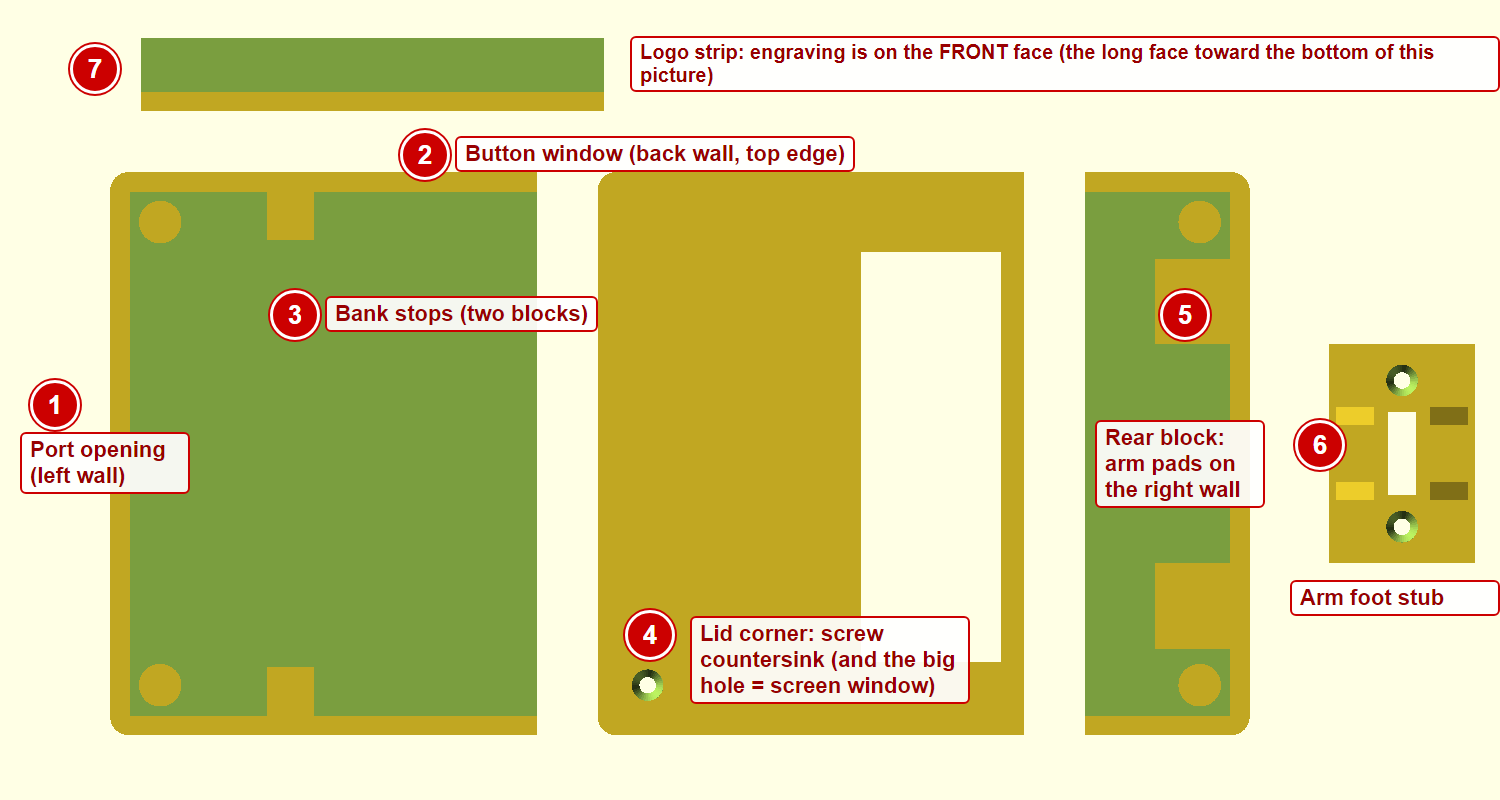 7
Logo strip: engraving is on the FRONT face (the long face toward the bottom of this
picture)
2
Button window (back wall, top edge)
3
Bank stops (two blocks)
5
1
Port opening
(left wall)
Rear block:
arm pads on
the right wall
6
4
Lid corner: screw
countersink (and the big
hole = screen window)
Arm foot stub